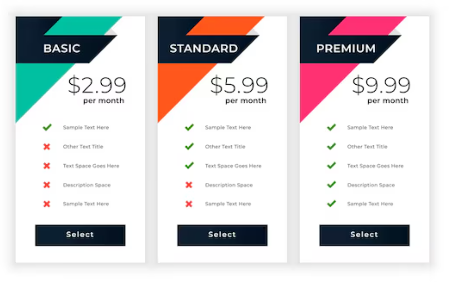 BASIC
$2.99
per month
Sample Text Here
Other Text Title
Text Space Goes Here
Description Space
Sample Text Here
Select
STANDARD
$5.99
per month
Sample Text Here
Other Text Title
Text Space Goes Here
Description Space
Sample Text Here
Select
PREMIUM
$9.99
per month
Sample Text Here
Other Text Title
Text Space Goes Here
Description Space
Sample Text Here
Select